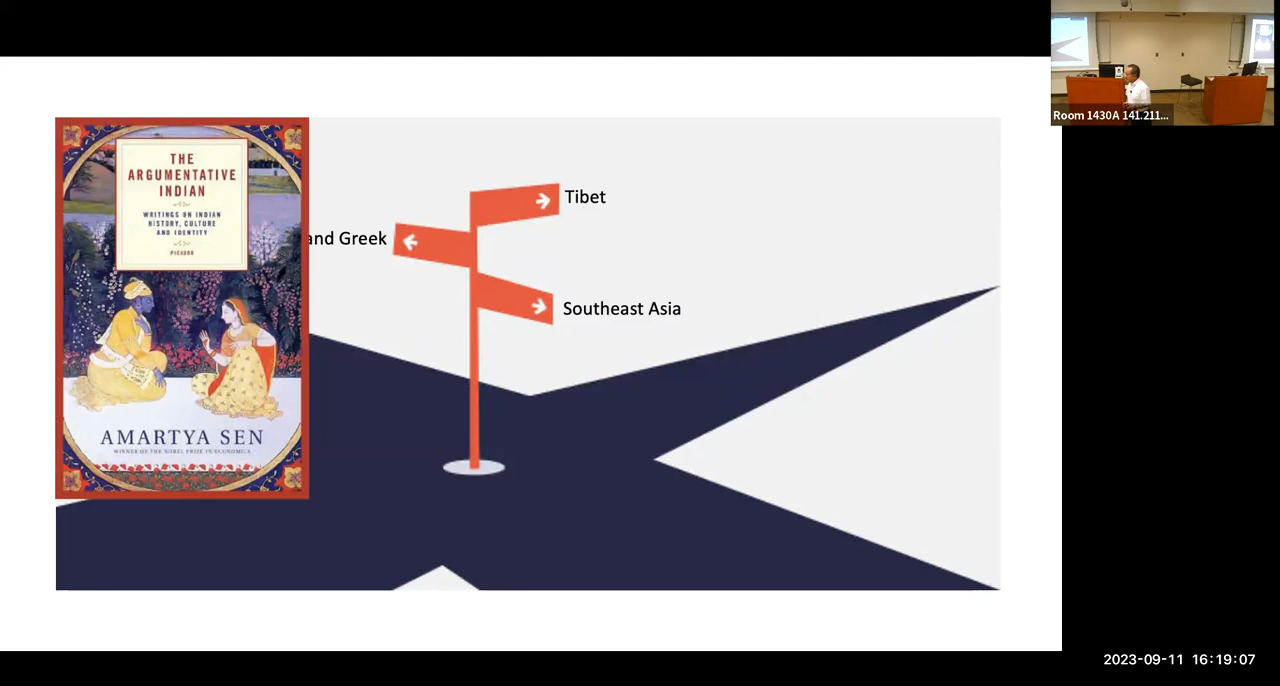 THE
ARGUMENTATIVE
INDIAN
WRITINGS ON INDIAN
HISTORY, CULTURE
AND IDENTITY
PICADOR
AMARTYA SEN
WINNER OF THE NOBEL PRIZE IN ECONOMICS
Tibet
and Greek
Southeast Asia
Room 1430A 141.211...
2023-09-11 16:19:07